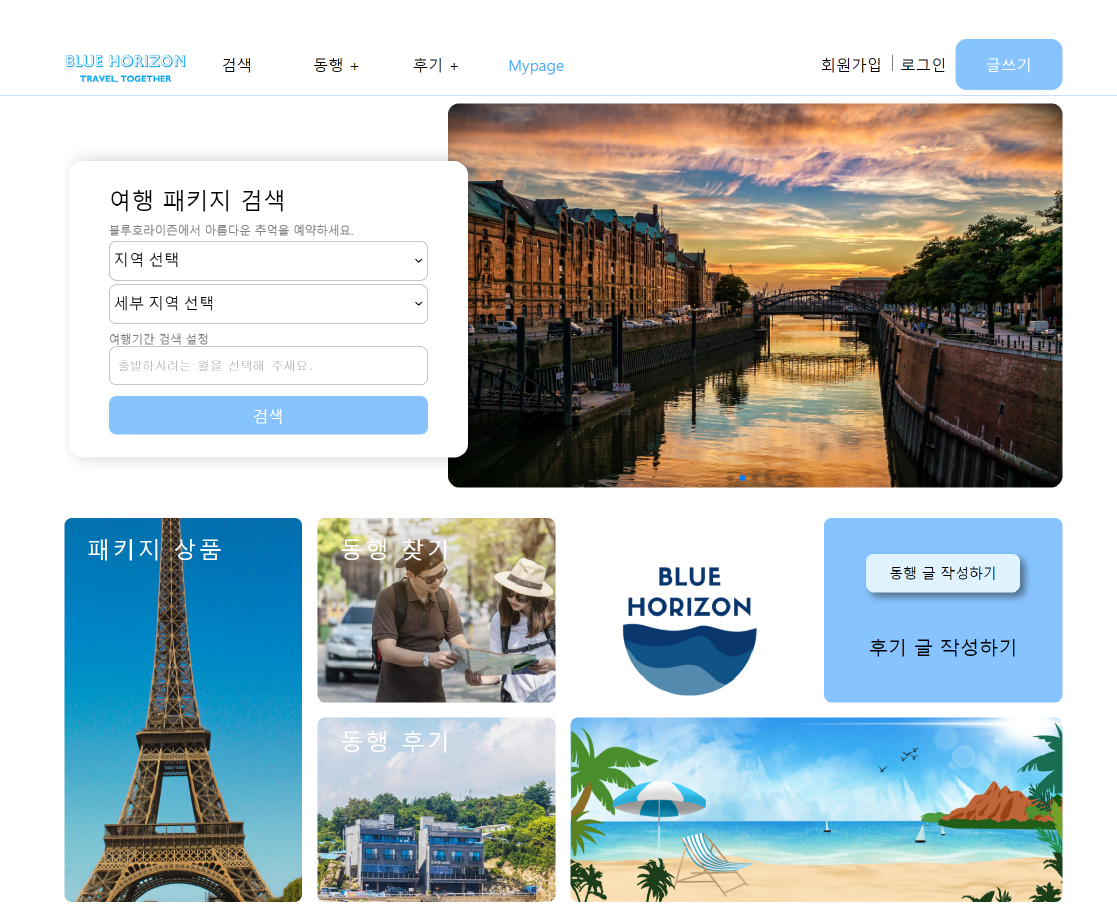 BLUE HORIZON
TRAVEL, TOGETHER
검색
동행 +
후기 +
Mypage
회원가입
로그인
글쓰기
여행 패키지 검색
블루호라이즌에서 아름다운 추억을 예약하세요.
지역 선택
세부 지역 선택
여행기간 검색 설정
출발하시려는 월을 선택해 주세요.
검색
패키지 상품
동행 찾기
BLUE
HORIZON
동행 글 작성하기
후기 글 작성하기
동행 후기
PENSION